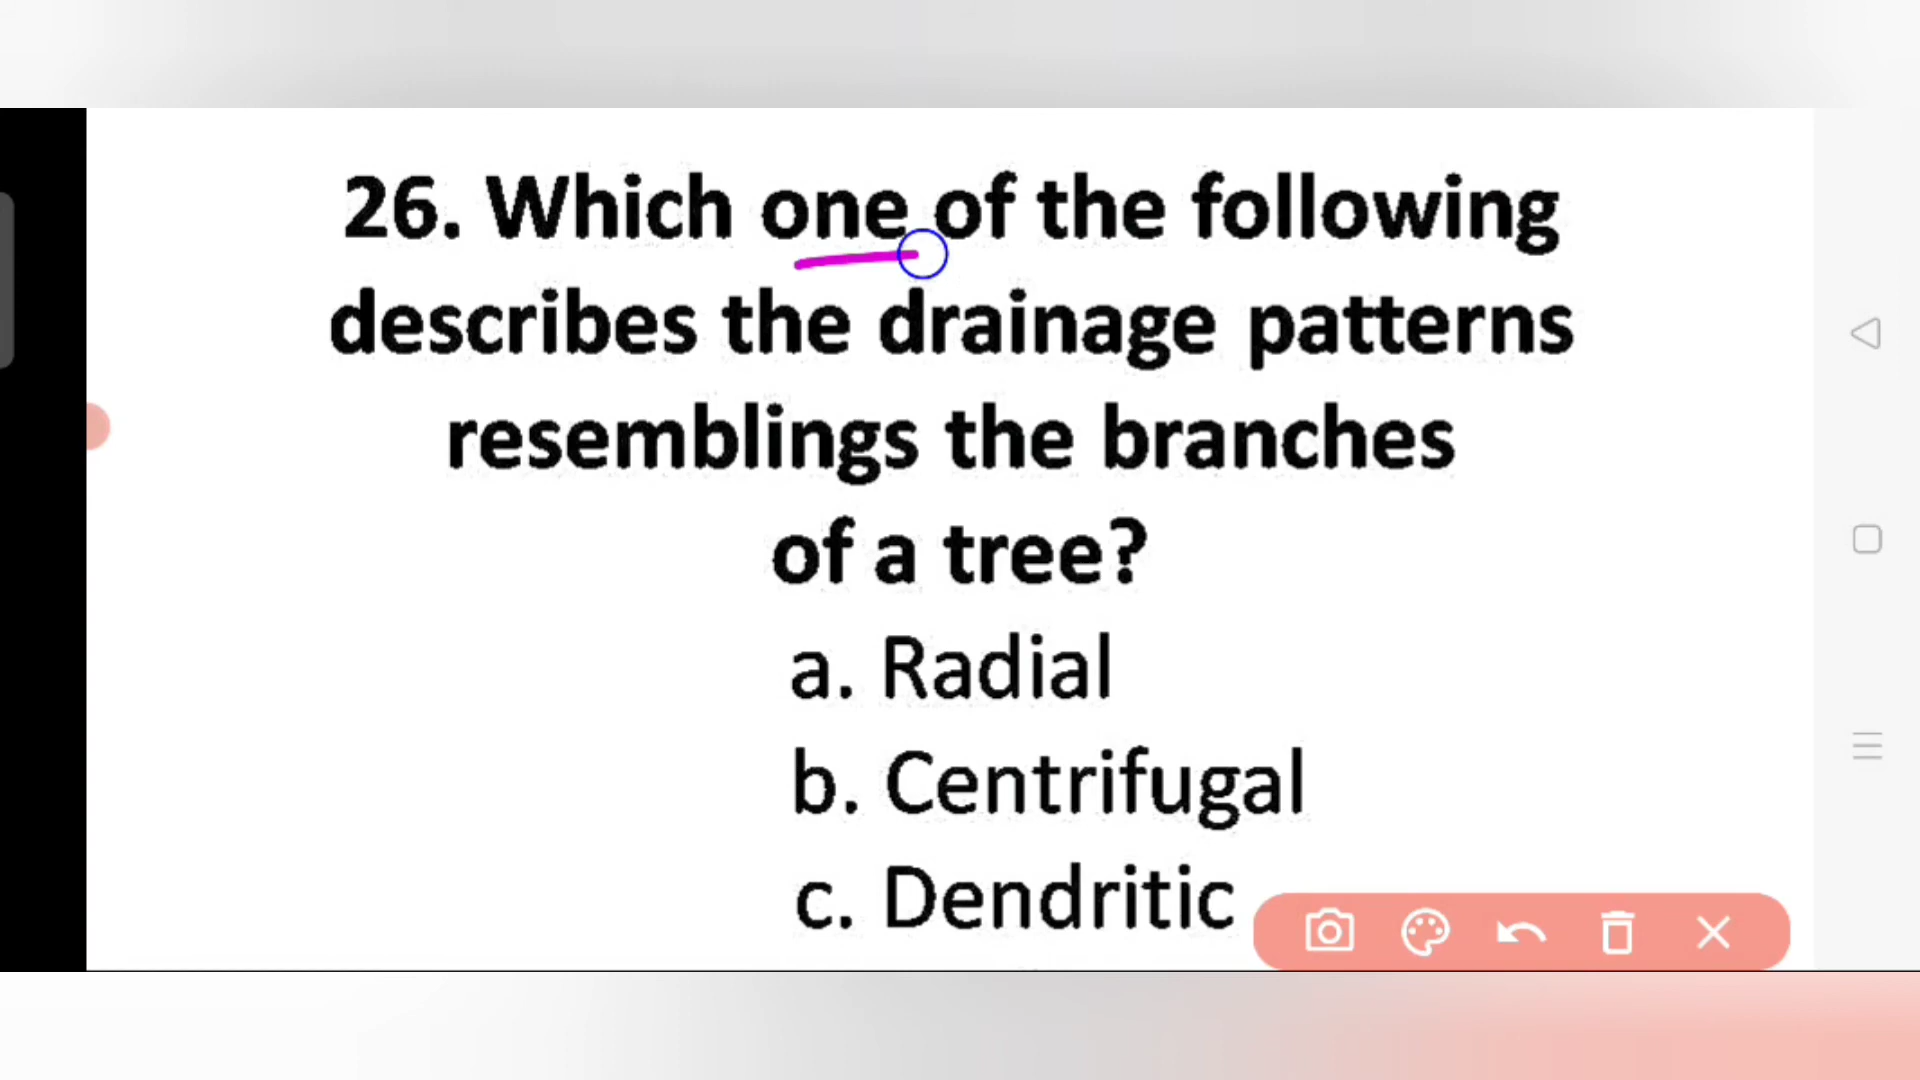 26. Which one of the following
describes the drainage patterns
resemblings the branches
of a tree?
a. Radial
b. Centrifugal
c. Dendritic